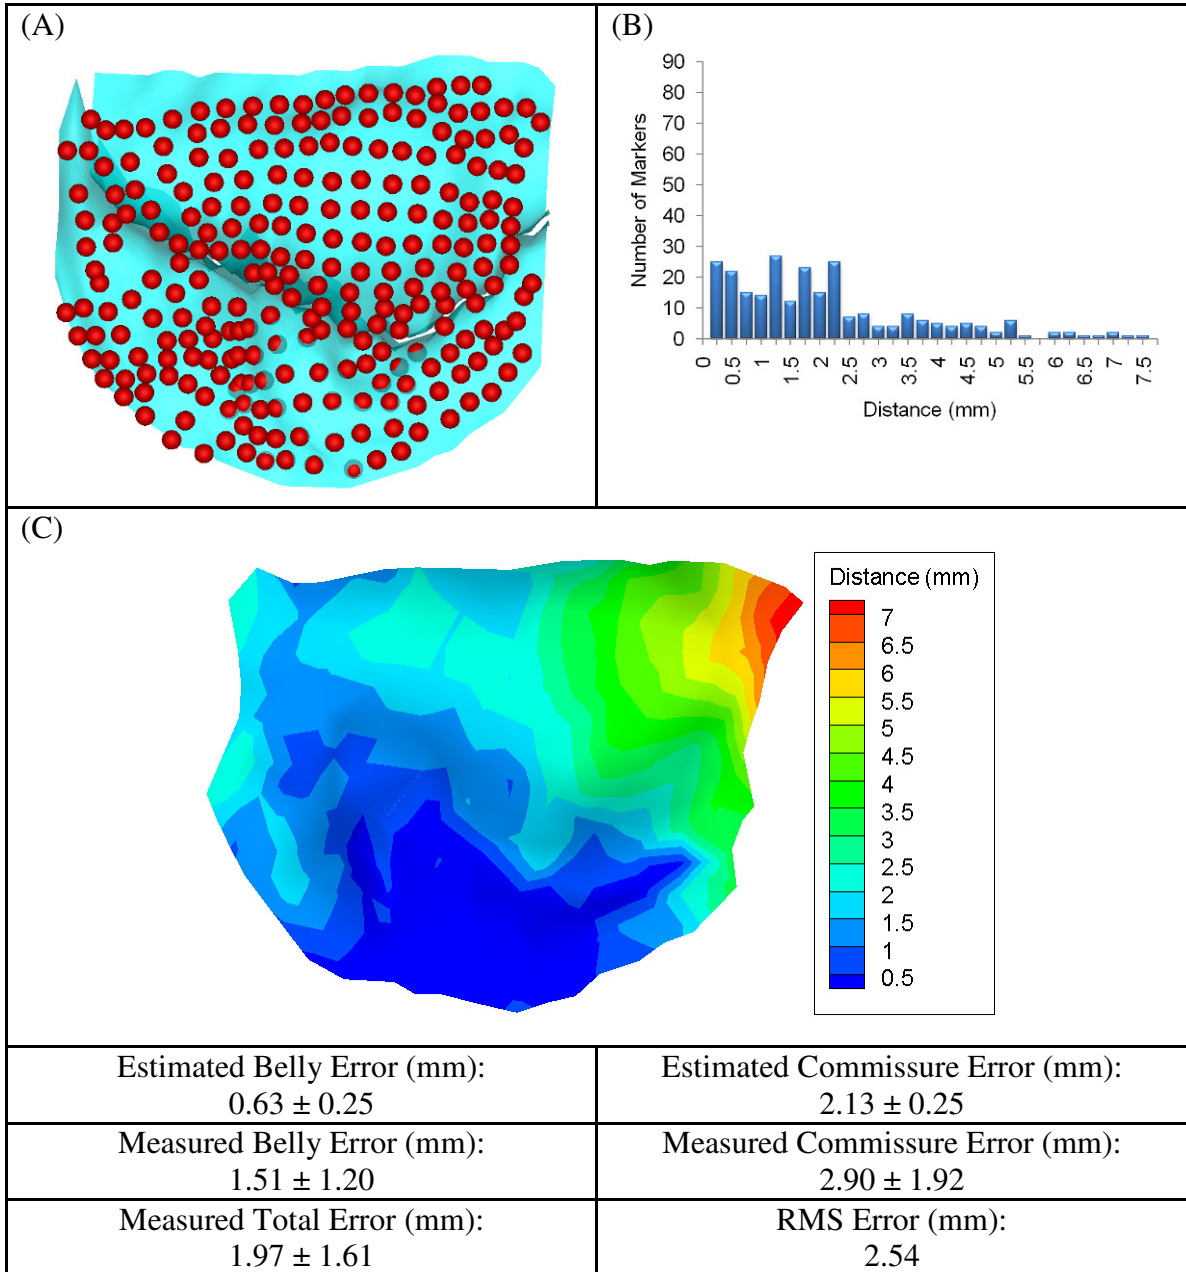 (A)
(B)
90
80
70
60
50
40
30
20
10
0
Number of Markers
0
0.5
1
1.5
2
2.5
3
3.5
4
4.5
5
5.5
6
6.5
7
7.5
Distance (mm)
(C)
Distance (mm)
7
6.5
6
5.5
5
4.5
4
3.5
3
2.5
2
1.5
1
0.5
Estimated Belly Error (mm):
0.63 ± 0.25
Estimated Commissure Error (mm):
2.13 ± 0.25
Measured Belly Error (mm):
1.51 ± 1.20
Measured Commissure Error (mm):
2.90 ± 1.92
Measured Total Error (mm):
1.97 ± 1.61
RMS Error (mm):
2.54